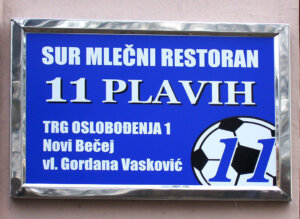 SUR MLEČNI RESTORAN
11 PLAVIH
TRG OSLOBOĐENJA 1
Novi Bečej
vl. Gordana Vasković
11